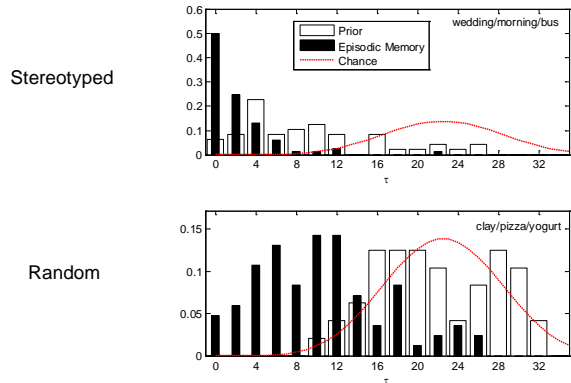 Stereotyped
wedding/morning/bus
Prior
Episodic Memory
Chance
0.6
0.5
0.4
0.3
0.2
0.1
0
0 4 8 12 16 20 24 28 32
τ
Random
clay/pizza/yogurt
0.15
0.1
0.05
0
0 4 8 12 16 20 24 28 32
τ